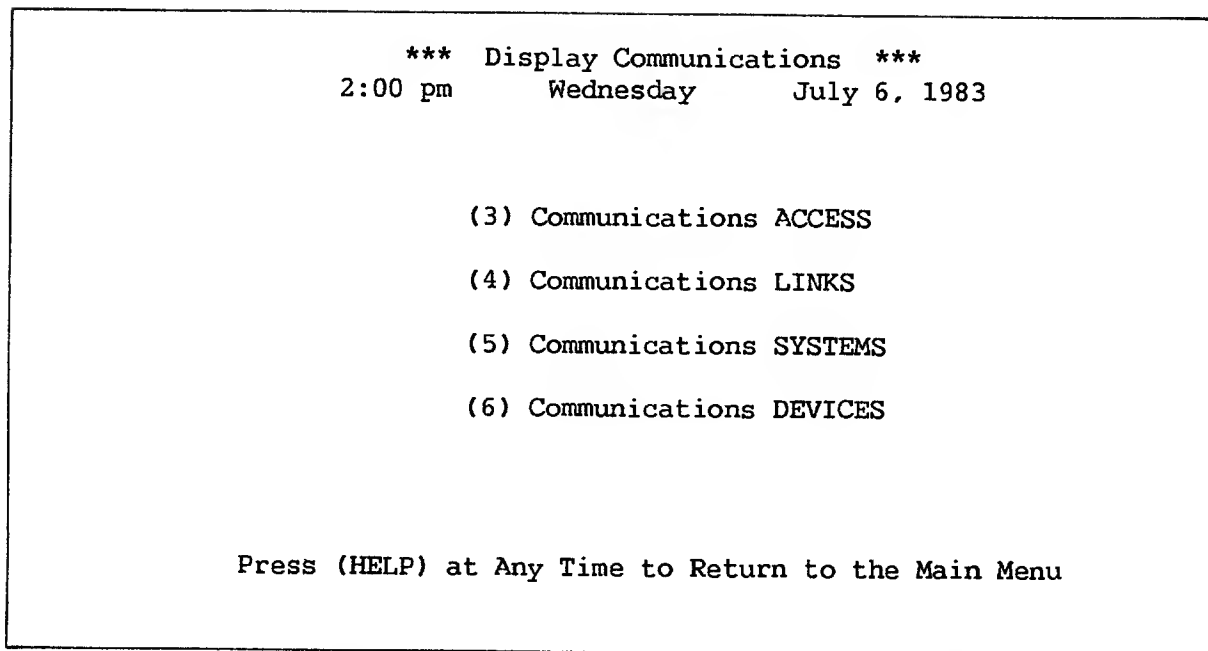 *** Display Communications ***
2:00 pm Wednesday July 6, 1983
(3) Communications ACCESS
(4) Communications LINKS
(5) Communications SYSTEMS
(6) Communications DEVICES
Press (HELP) at Any Time to Return to the Main Menu